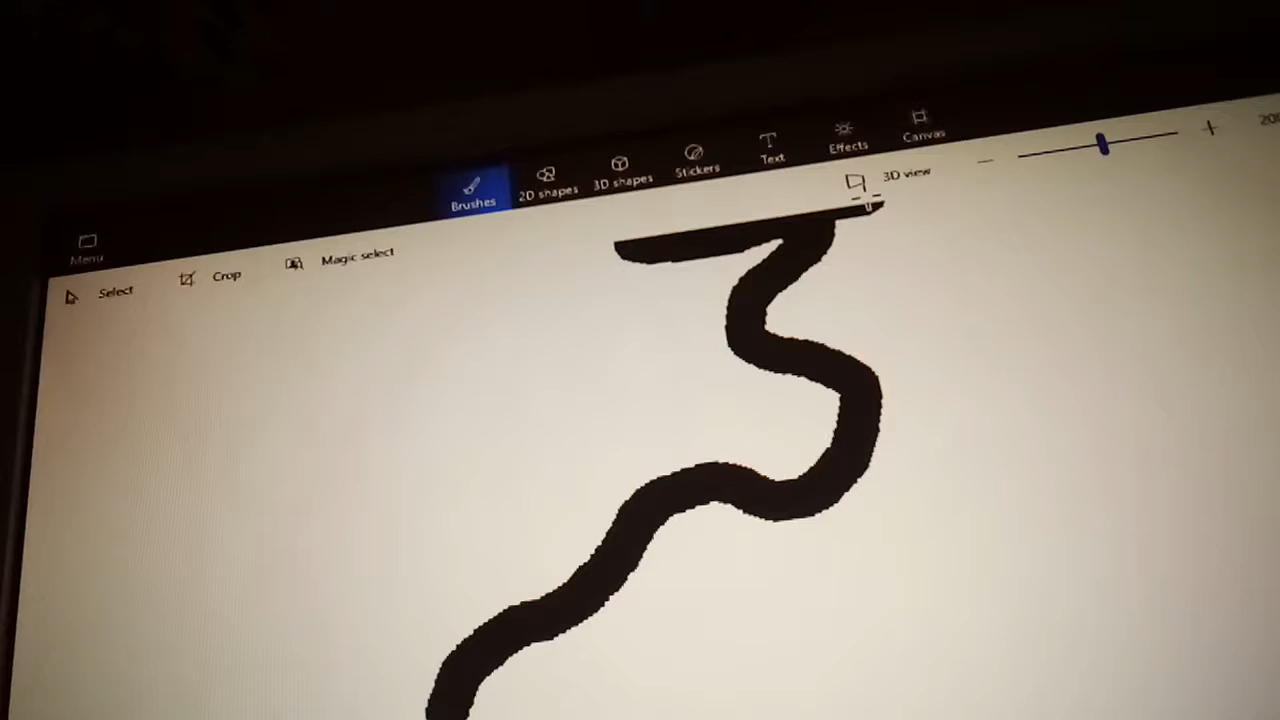 Menu
Brushes
2D shapes
3D shapes
Stickers
Text
Effects
Canvas
Select
Crop
Magic select
3D view